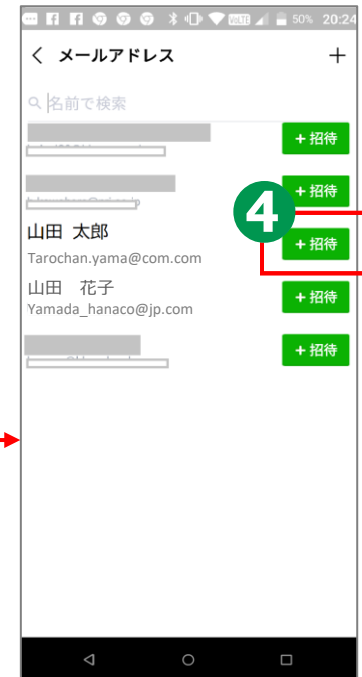 50% 20:24
メールアドレス
名前で検索
+ 招待
+ 招待
4
山田 太郎
+ 招待
Tarochan.yama@com.com
山田 花子
+ 招待
Yamada_hanaco@jp.com
+ 招待